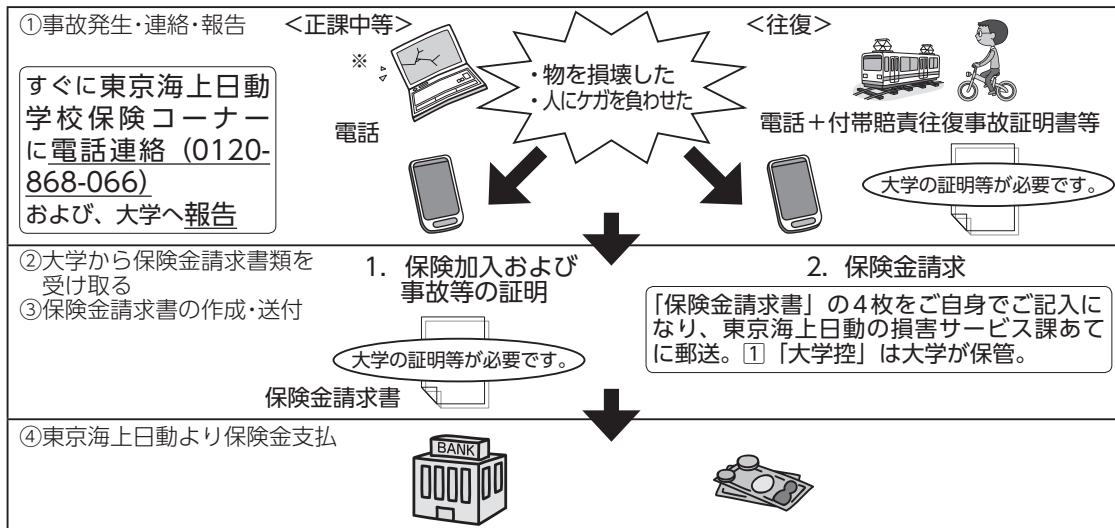 ①事故発生・連絡・報告
すぐに東京海上日動
学校保険コーナー
に電話連絡（0120-
868-066）
および、大学へ報告
＜正課中等＞
※
電話
・物を損壊した
・人にケガを負わせた
＜往復＞
電話＋付帯賠責往復事故証明書等
大学の証明等が必要です。
②大学から保険金請求書類を
受け取る
③保険金請求書の作成・送付
1．保険加入および
事故等の証明
大学の証明等が必要です。
保険金請求書
2．保険金請求
「保険金請求書」の4枚をご自身でご記入に
なり、東京海上日動の損害サービス課あて
に郵送。1「大学控」は大学が保管。
④東京海上日動より保険金支払
BANK